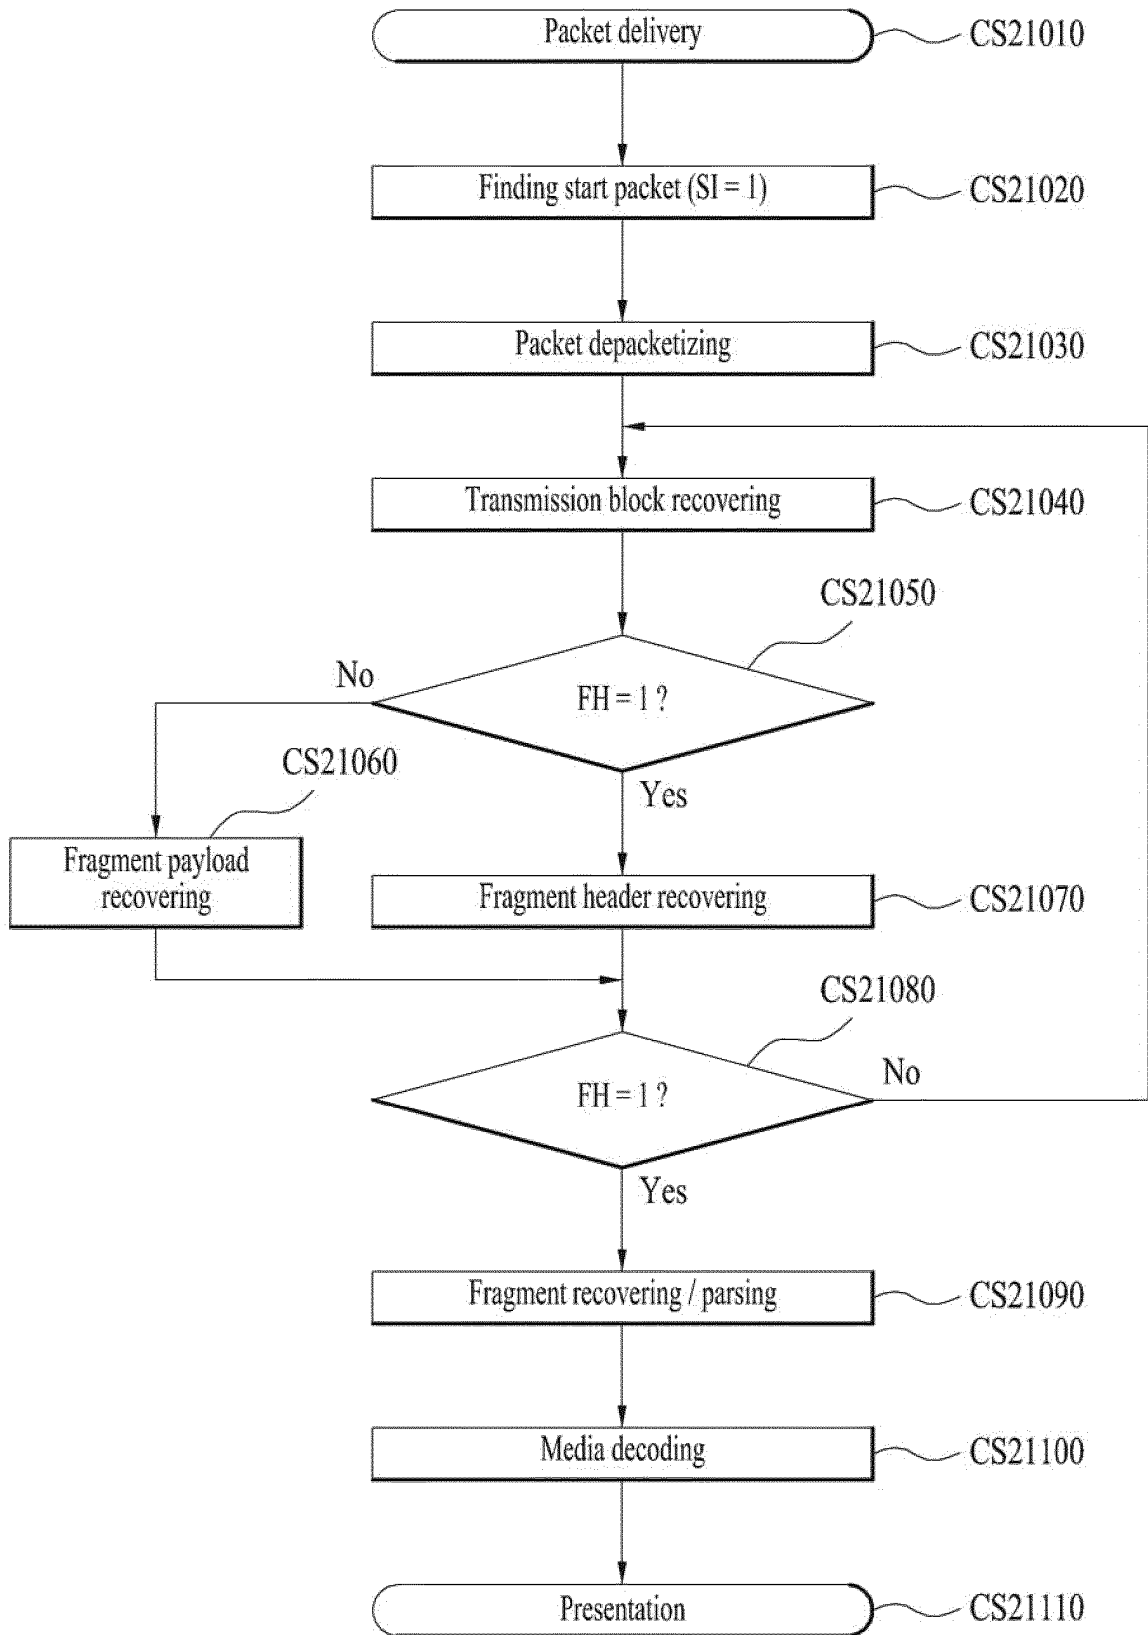 Packet delivery
CS21010
Finding start packet (SI = 1)
CS21020
Packet depacketizing
CS21030
Transmission block recovering
CS21040
CS21050
No
FH = 1 ?
CS21060
Yes
Fragment payload
recovering
Fragment header recovering
CS21070
CS21080
FH = 1 ?
No
Yes
Fragment recovering / parsing
CS21090
Media decoding
CS21100
Presentation
CS21110